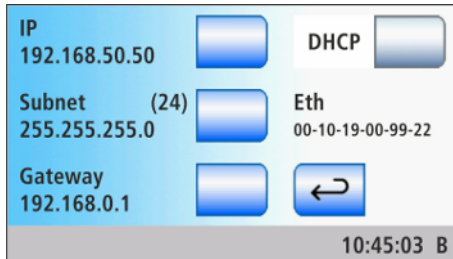 IP
192.168.50.50
DHCP
Subnet (24)
255.255.255.0
Eth
00-10-19-00-99-22
Gateway
192.168.0.1
10:45:03 B